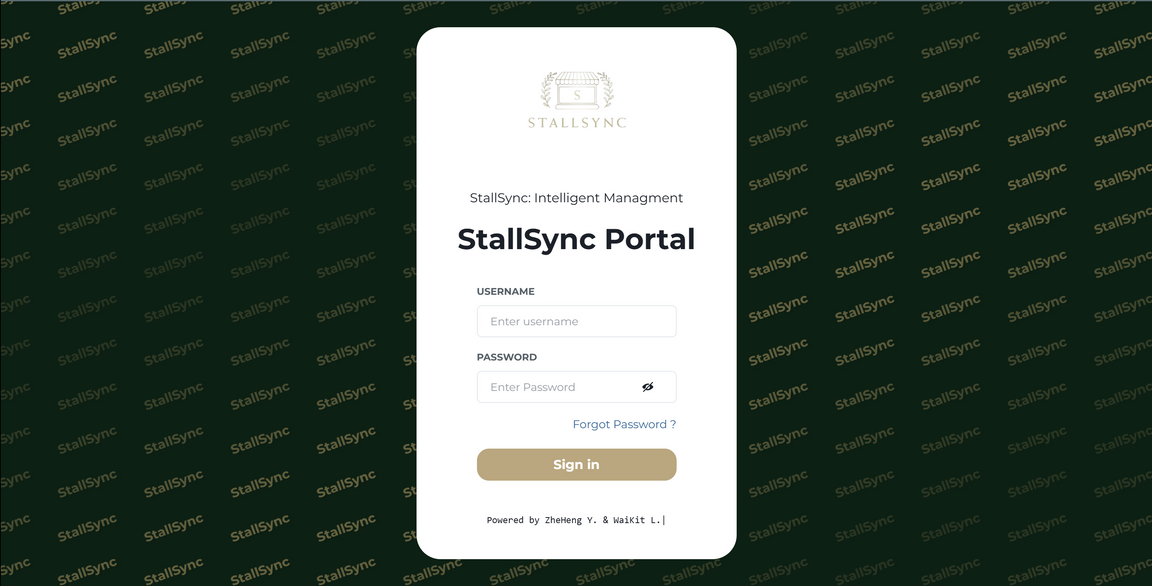 S
STALLSYNC
StallSync: Intelligent Managment
StallSync Portal
USERNAME
Enter username
PASSWORD
Enter Password
Forgot Password ?
Sign in
Powered by ZheHeng Y. & WaiKit L.|
StallSync